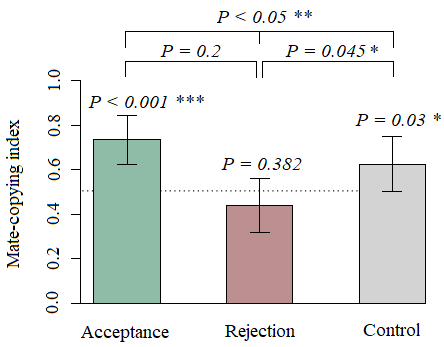 P < 0.05 **
P = 0.2
P = 0.045 *
P < 0.001 ***
P = 0.03 *
P = 0.382
Mate-copying index
1.0
0.8
0.6
0.4
0.2
0.0
Acceptance
Rejection
Control